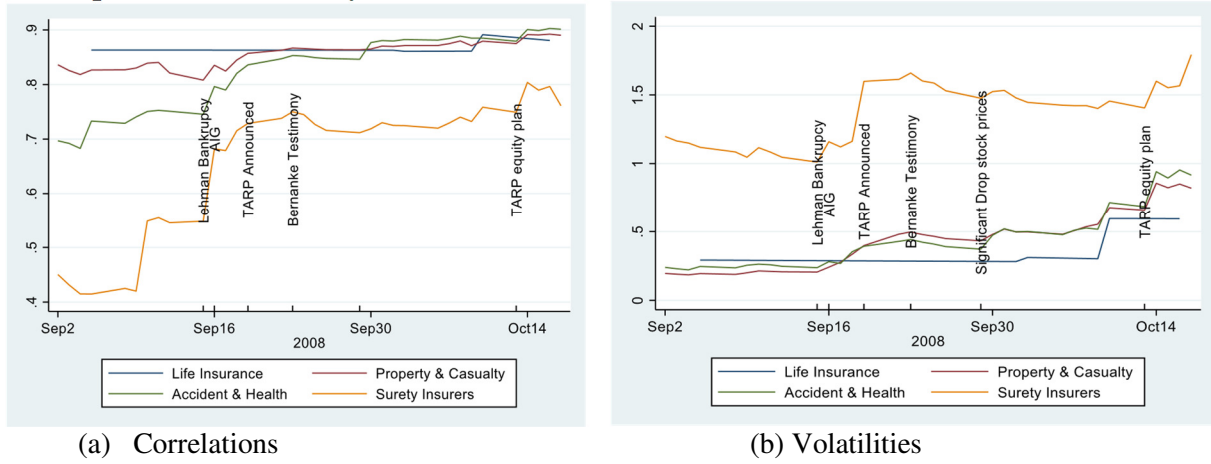 .9
.8
.7
.6
.5
.4
Lehman Bankrupcy
AIG
TARP Announced
Bernanke Testimony
TARP equity plan
Sep2
Sep16
Sep30
Oct14
2008
Life Insurance
Property & Casualty
Accident & Health
Surety Insurers
(a) Correlations
2
1.5
1
.5
0
Lehman Bankrupcy
AIG
TARP Announced
Bernanke Testimony
Significant Drop stock prices
TARP equity plan
Sep2
Sep16
Sep30
Oct14
2008
Life Insurance
Property & Casualty
Accident & Health
Surety Insurers
(b) Volatilities